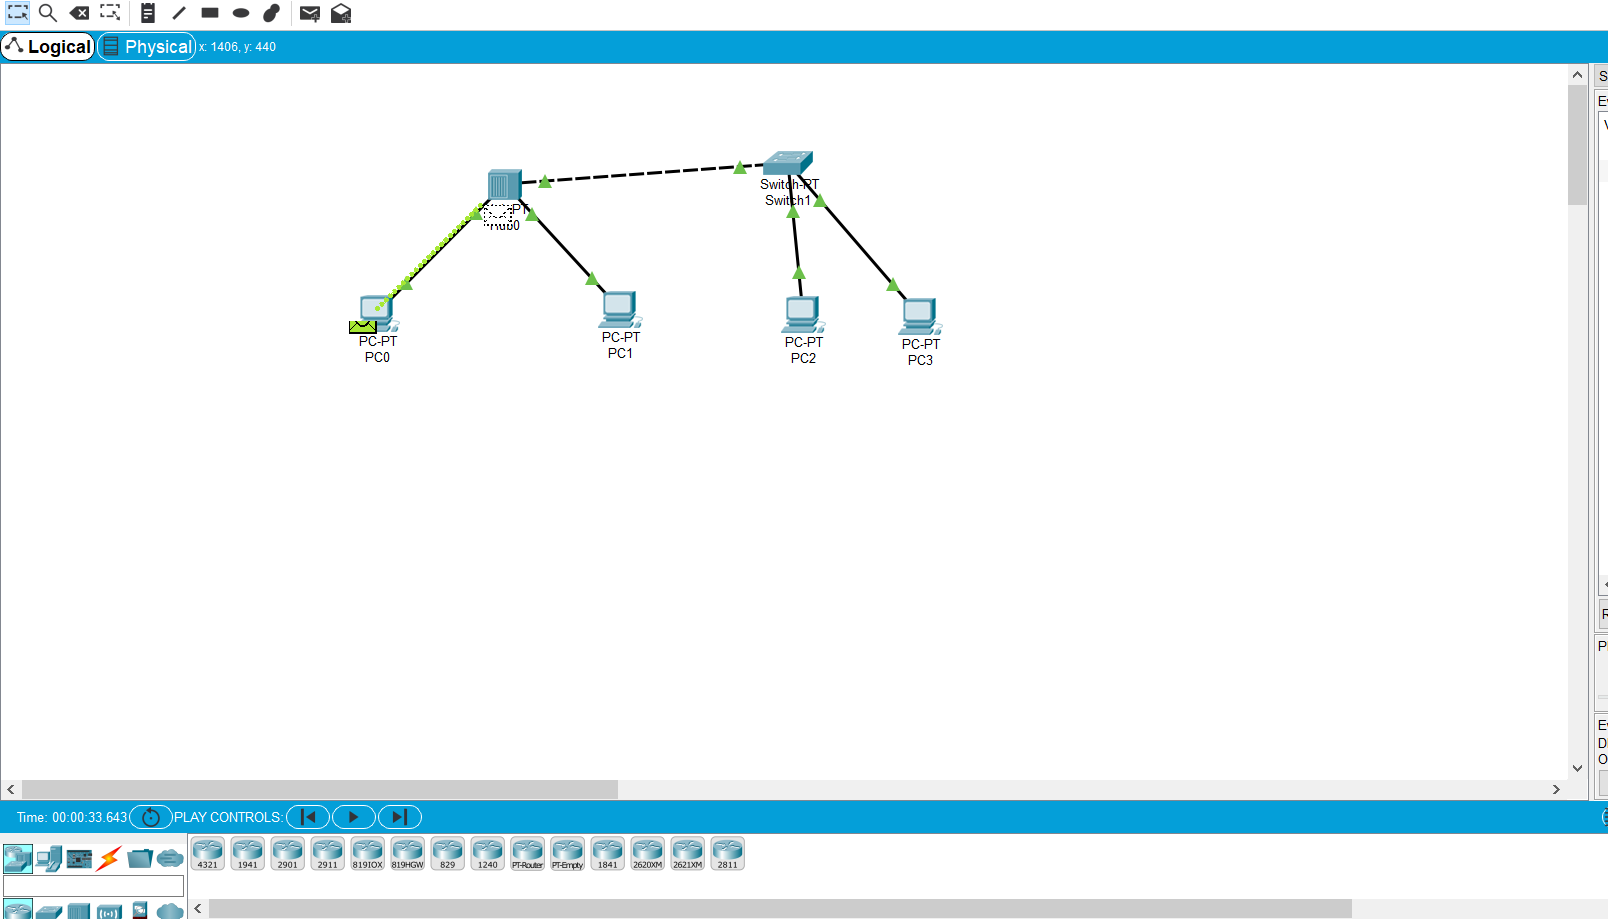 Logical
Physical
x: 1406, y: 440
S
E
PT
Hub0
Switch-PT
Switch1
PC-PT
PC0
PC-PT
PC1
PC-PT
PC2
PC-PT
PC3
R
P
E
D
O
Time: 00:00:33.643
PLAY CONTROLS:
4321
1941
2901
2911
819IOX
819HGW
829
1240
PT-Router
PT-Empty
1841
2620XM
2621XM
2811